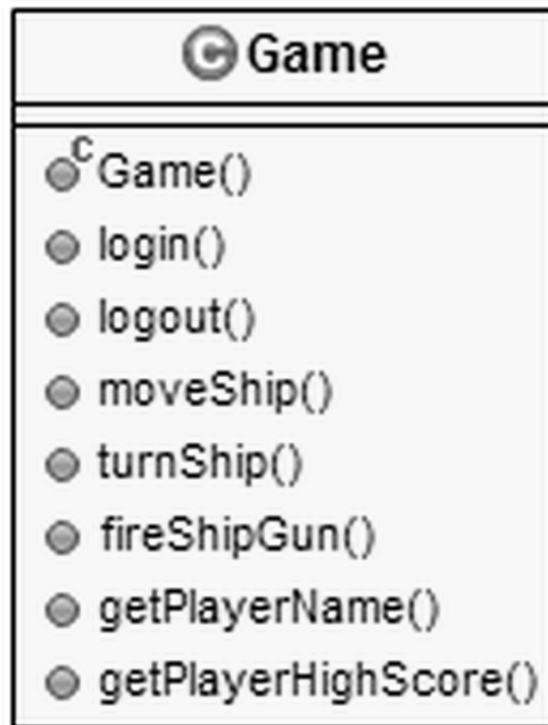 C Game
c Game()
login()
logout()
moveShip()
turnShip()
fireShipGun()
getPlayerName()
getPlayerHighScore()